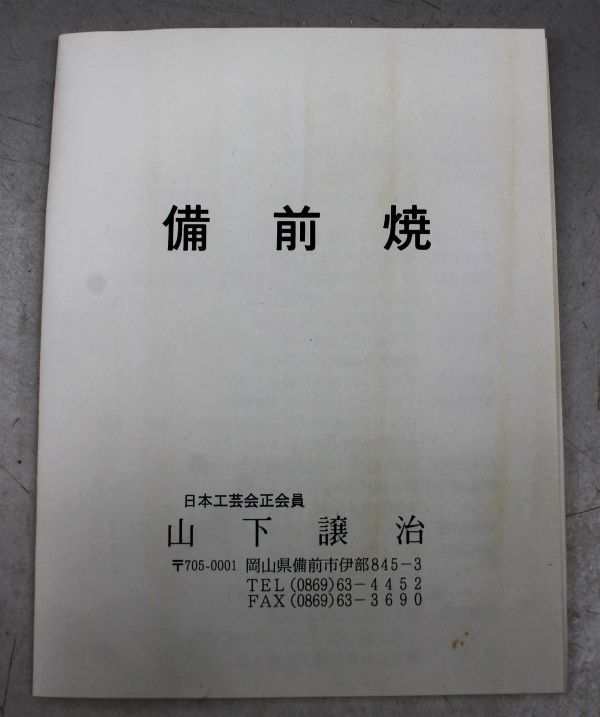 備前焼
日本工芸会正会員
山下譲治
〒705-0001 岡山県備前市伊部845-3
TEL (0869)63-4452
FAX (0869)63-3690